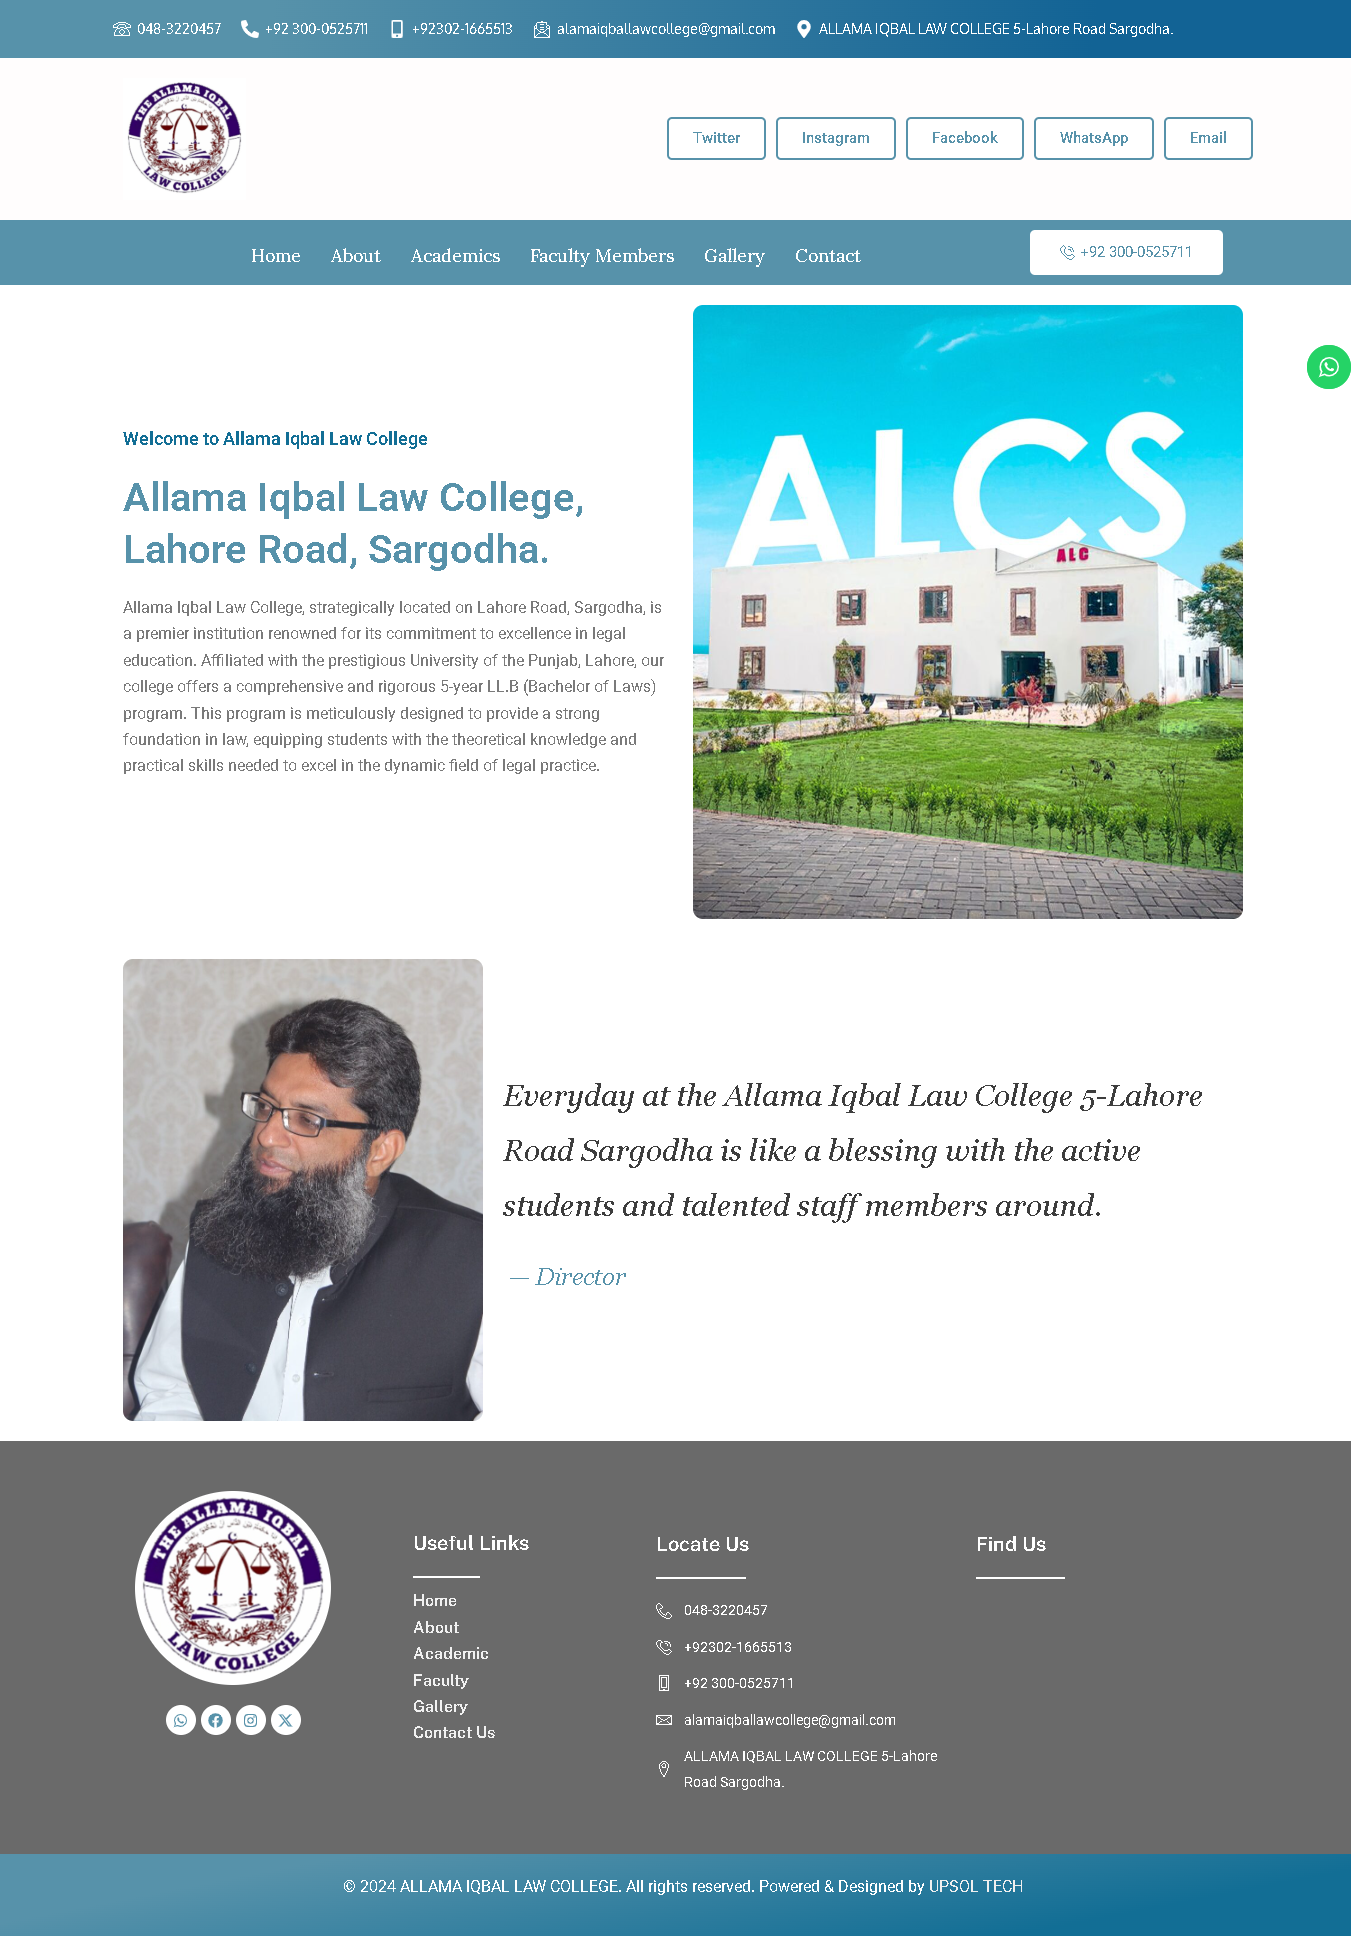 048-3220457 +92 300-0525711 +92302-1665513 alamaiqballawcollege@gmail.com ALLAMA IQBAL LAW COLLEGE 5-Lahore Road Sargodha.
THE ALLAMA IQBAL
LAW COLLEGE
Twitter Instagram Facebook WhatsApp Email
Home About Academics Faculty Members Gallery Contact +92 300-0525711
Welcome to Allama Iqbal Law College
Allama Iqbal Law College,
Lahore Road, Sargodha.
Allama Iqbal Law College, strategically located on Lahore Road, Sargodha, is
a premier institution renowned for its commitment to excellence in legal
education. Affiliated with the prestigious University of the Punjab, Lahore, our
college offers a comprehensive and rigorous 5-year LL.B (Bachelor of Laws)
program. This program is meticulously designed to provide a strong
foundation in law, equipping students with the theoretical knowledge and
practical skills needed to excel in the dynamic field of legal practice.
ALCS
ALC
Everyday at the Allama Iqbal Law College 5-Lahore
Road Sargodha is like a blessing with the active
students and talented staff members around.
— Director
THE ALLAMA IQBAL
LAW COLLEGE
Useful Links
Home
About
Academic
Faculty
Gallery
Contact Us
Locate Us
048-3220457
+92302-1665513
+92 300-0525711
alamaiqballawcollege@gmail.com
ALLAMA IQBAL LAW COLLEGE 5-Lahore
Road Sargodha.
Find Us
© 2024 ALLAMA IQBAL LAW COLLEGE. All rights reserved. Powered & Designed by UPSOL TECH